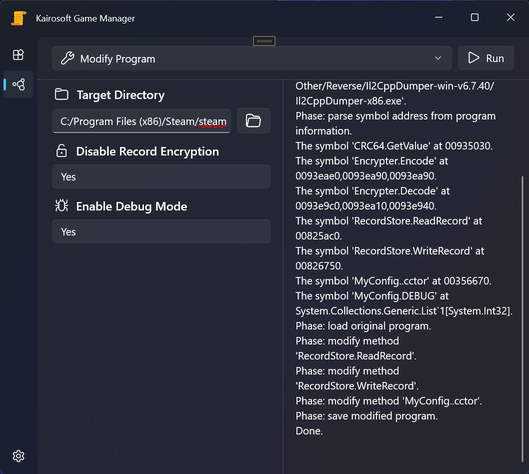 Kairosoft Game Manager
Modify Program
Run
Target Directory
C:/Program Files (x86)/Steam/steam
Disable Record Encryption
Yes
Enable Debug Mode
Yes
Other/Reverse/Il2CppDumper-win-v6.7.40/
Il2CppDumper-x86.exe'.
Phase: parse symbol address from program
information.
The symbol 'CRC64.GetValue' at 00935030.
The symbol 'Encrypter.Encode' at
0093eae0,0093ea90,0093ea90.
The symbol 'Encrypter.Decode' at
0093e9c0,0093ea10,0093e940.
The symbol 'RecordStore.ReadRecord' at
00825ac0.
The symbol 'RecordStore.WriteRecord' at
00826750.
The symbol 'MyConfig..cctor' at 00356670.
The symbol 'MyConfig.DEBUG' at
System.Collections.Generic.List`1[System.Int32].
Phase: load original program.
Phase: modify method
'RecordStore.ReadRecord'.
Phase: modify method
'RecordStore.WriteRecord'.
Phase: modify method 'MyConfig..cctor'.
Phase: save modified program.
Done.